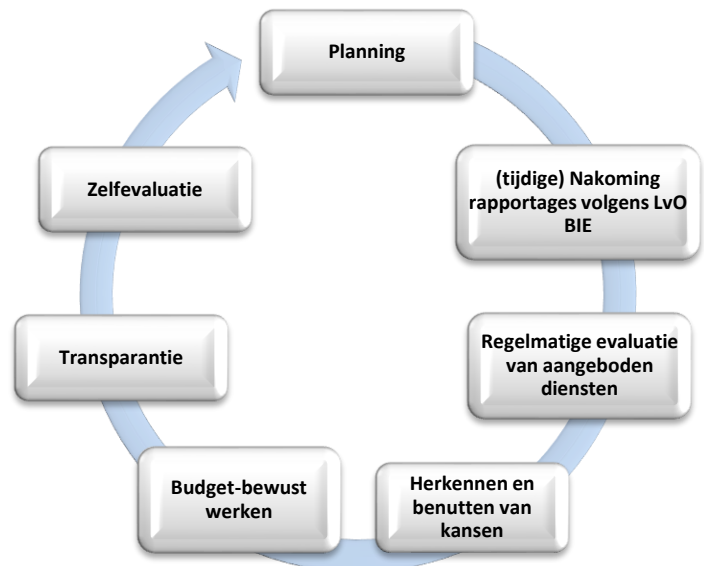 Planning
(tijdige) Nakoming
rapportages volgens LvO
BIE
Regelmatige evaluatie
van aangeboden
diensten
Herkennen en
benutten van
kansen
Budget-bewust
werken
Transparantie
Zelfevaluatie